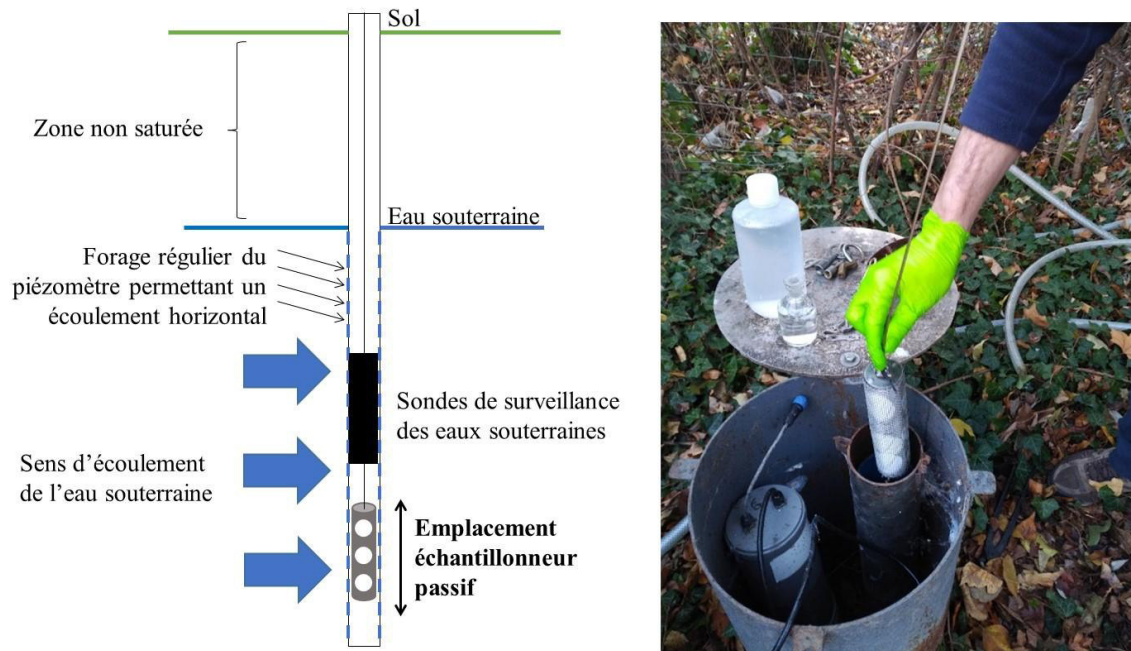 Sol
Zone non saturée
Eau souterraine
Forage régulier du
piézomètre permettant un
écoulement horizontal
Sondes de surveillance
des eaux souterraines
Sens d’écoulement
de l’eau souterraine
Emplacement
échantillonneur
passif